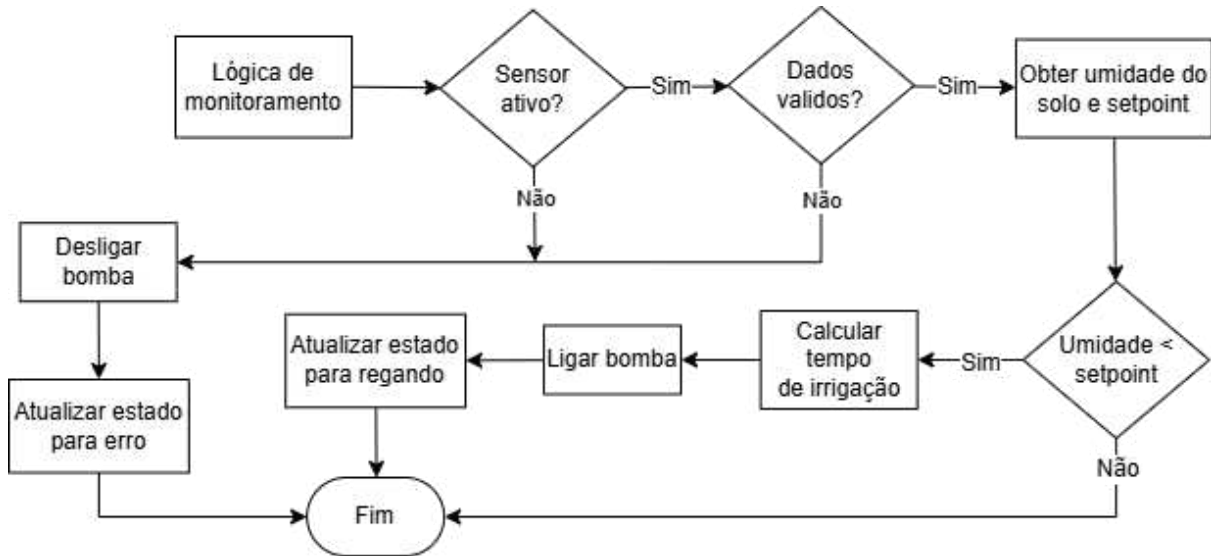 Lógica de
monitoramento
Sensor
ativo?
Sim
Dados
validos?
Sim
Obter umidade do
solo e setpoint
Não
Não
Desligar
bomba
Atualizar estado
para regando
Ligar bomba
Calcular
tempo
de irrigação
Sim
Umidade <
setpoint
Atualizar estado
para erro
Não
Fim